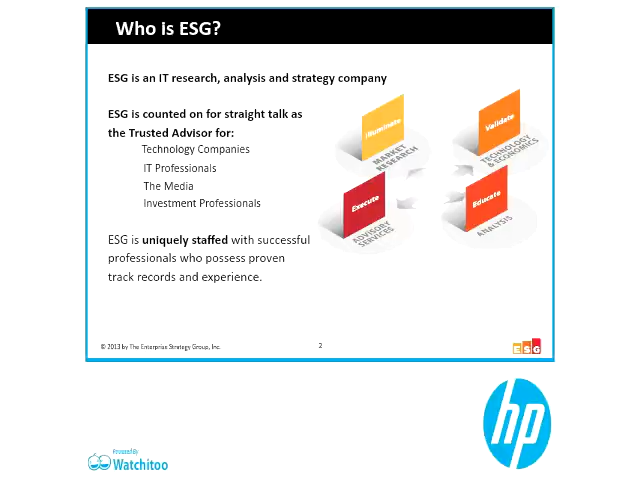 Who is ESG?
ESG is an IT research, analysis and strategy company
ESG is counted on for straight talk as
the Trusted Advisor for:
Technology Companies
IT Professionals
The Media
Investment Professionals
ESG is uniquely staffed with successful
professionals who possess proven
track records and experience.
Illuminate
MARKET
RESEARCH
Validate
TECHNOLOGY
& ECONOMICS
Execute
ADVISORY
SERVICES
Educate
ANALYSIS
© 2013 by The Enterprise Strategy Group, Inc.
2
ESG
hp
Powered By
Watchitoo